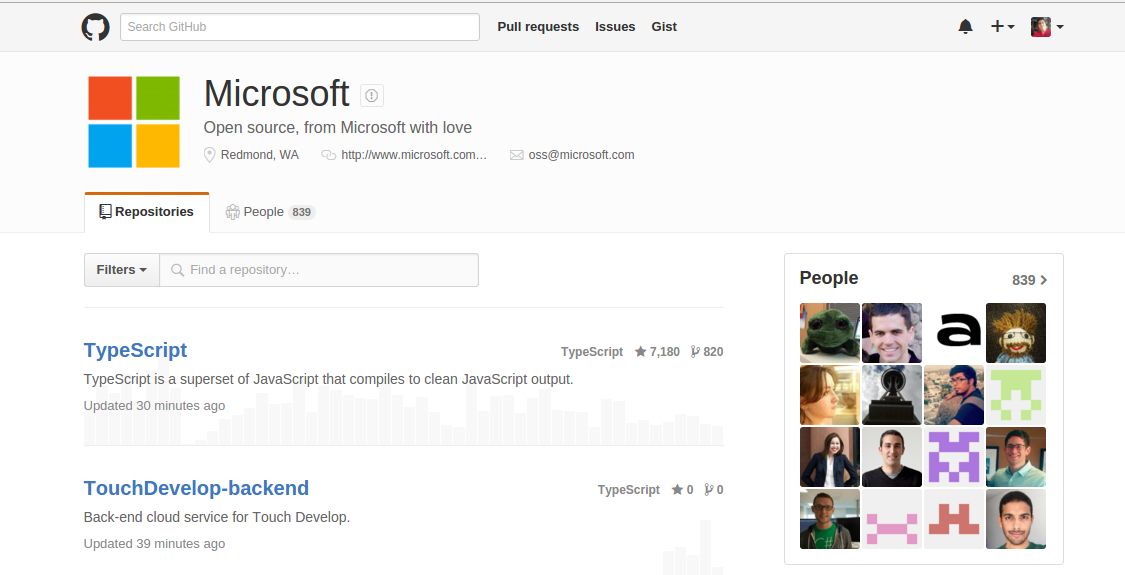 Search GitHub Pull requests Issues Gist
Microsoft
Open source, from Microsoft with love
Redmond, WA http://www.microsoft.com… oss@microsoft.com
Repositories People 839
Filters Find a repository…
TypeScript TypeScript 7,180 820
TypeScript is a superset of JavaScript that compiles to clean JavaScript output.
Updated 30 minutes ago
TouchDevelop-backend TypeScript 0 0
Back-end cloud service for Touch Develop.
Updated 39 minutes ago
People 839
a
C#